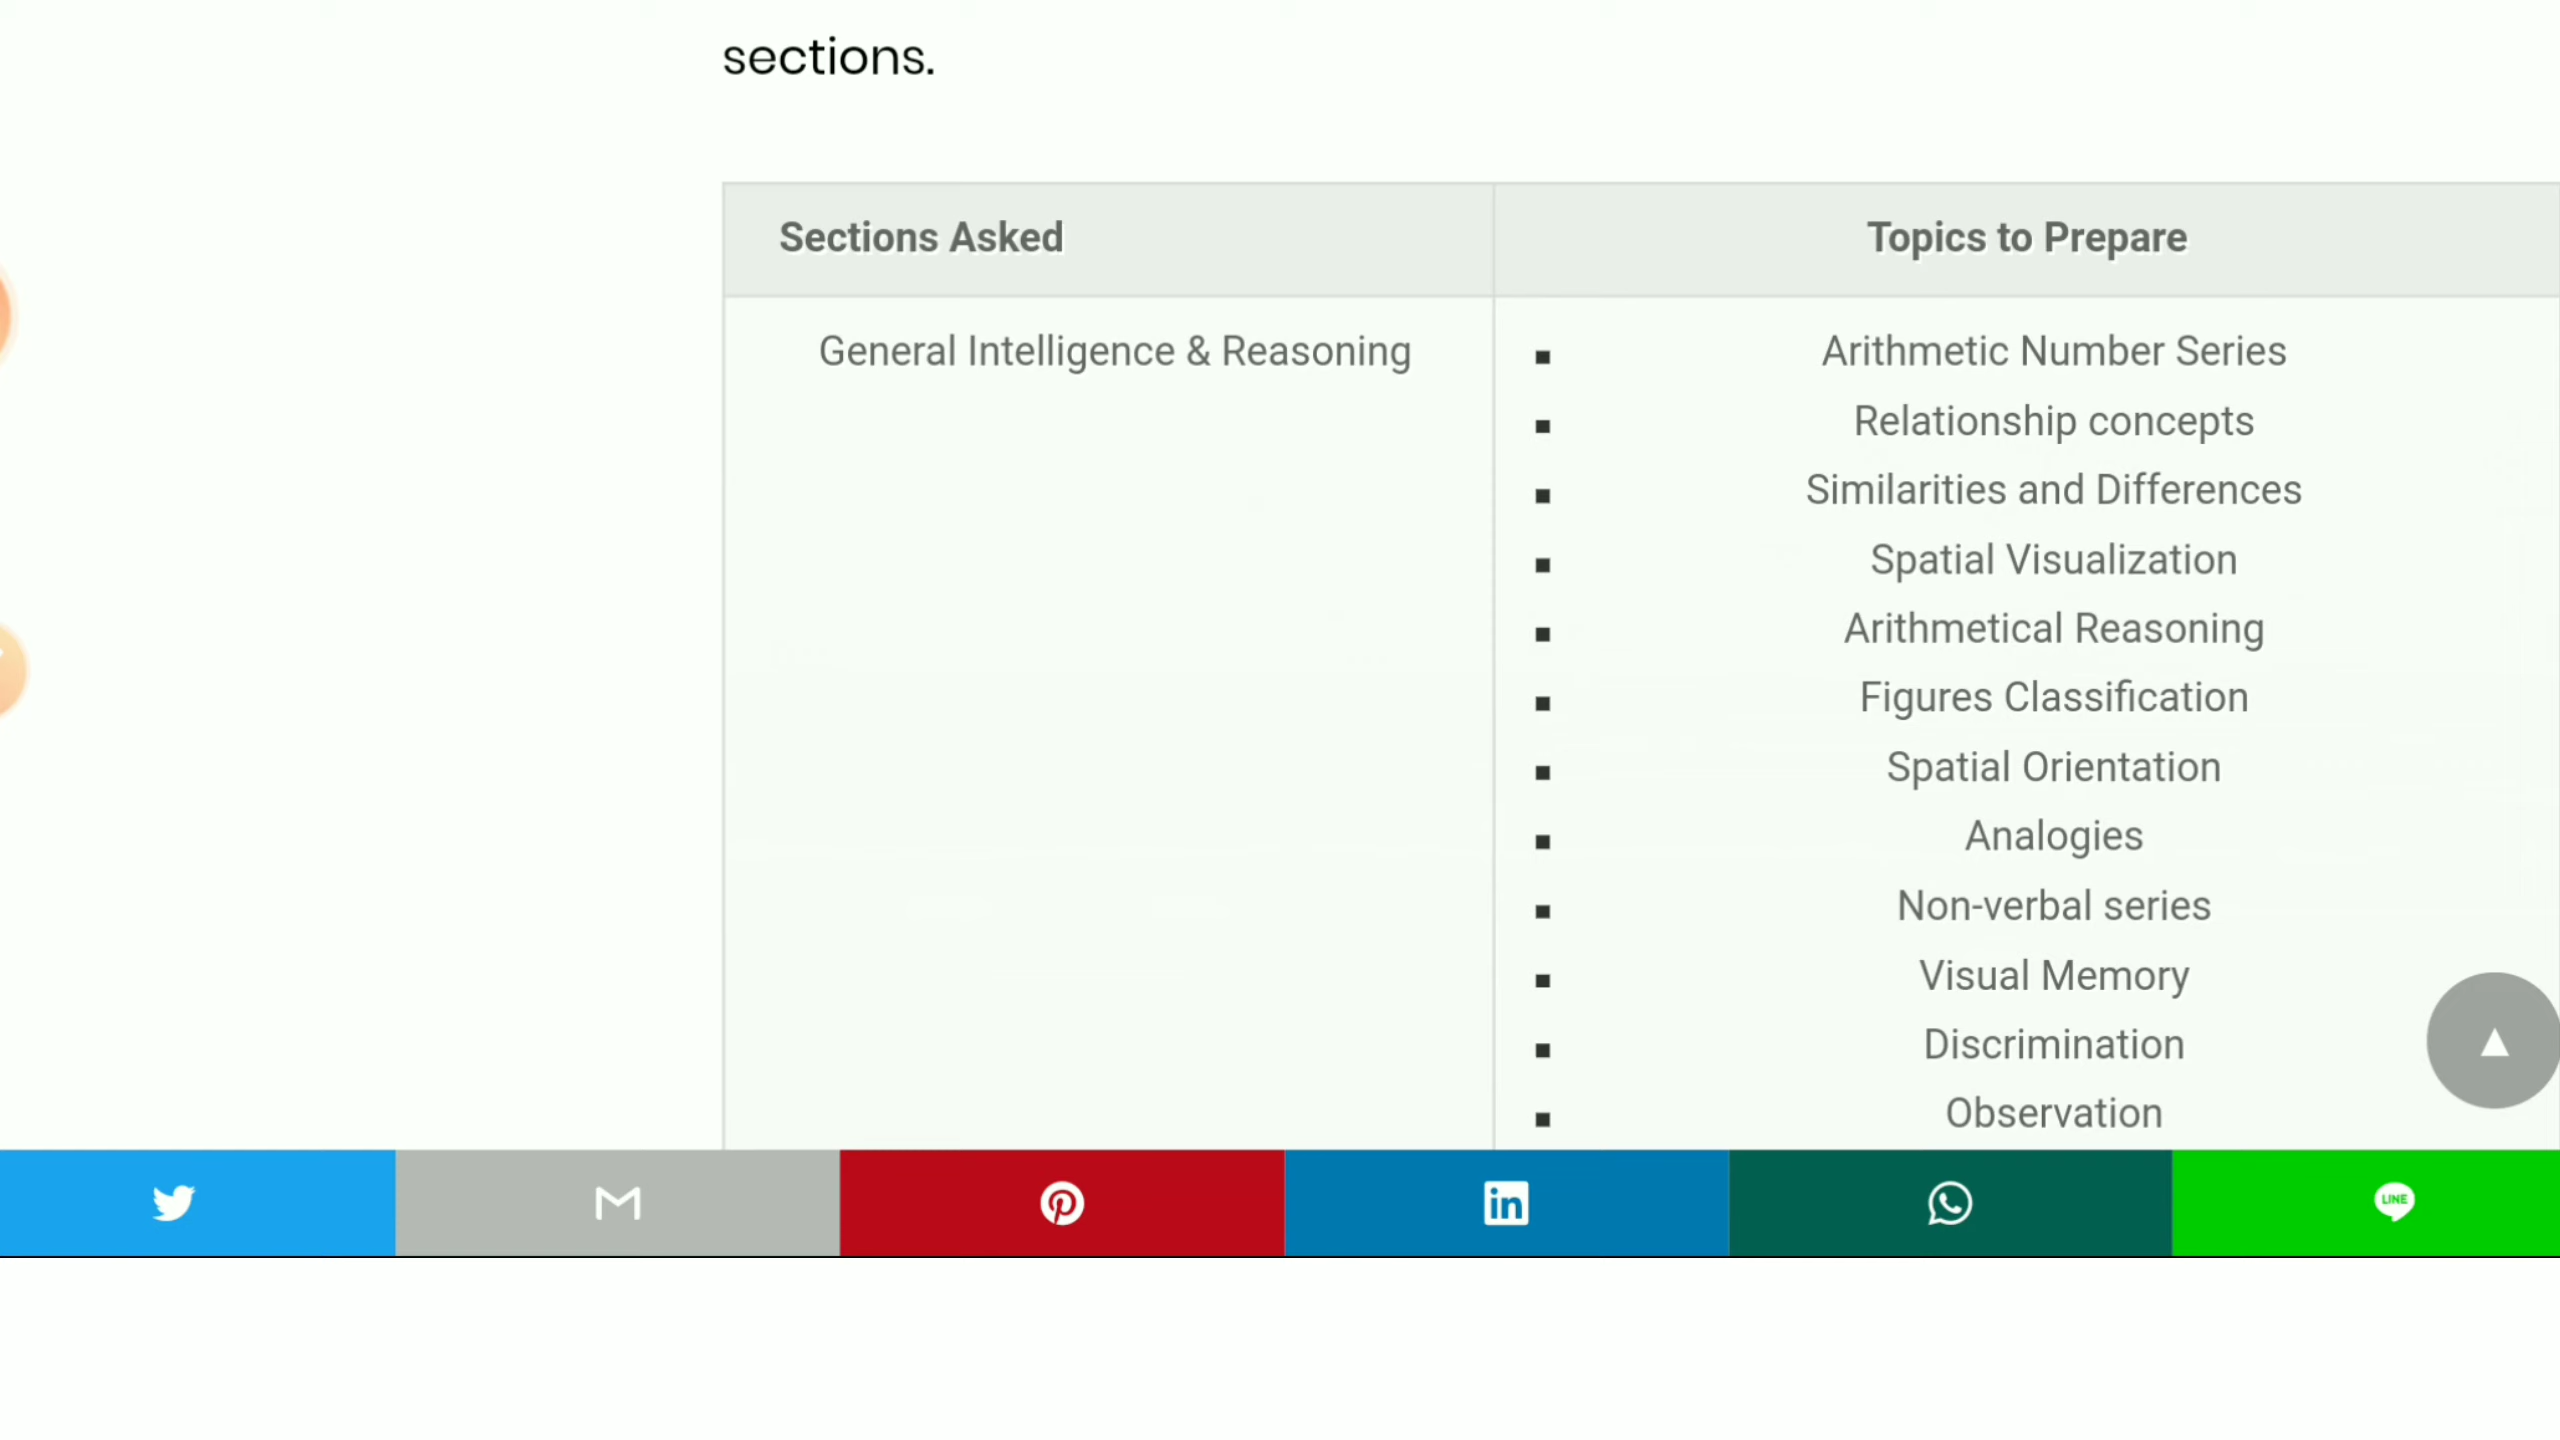 sections.
Sections Asked
Topics to Prepare
General Intelligence & Reasoning
Arithmetic Number Series
Relationship concepts
Similarities and Differences
Spatial Visualization
Arithmetical Reasoning
Figures Classification
Spatial Orientation
Analogies
Non-verbal series
Visual Memory
Discrimination
Observation
LINE